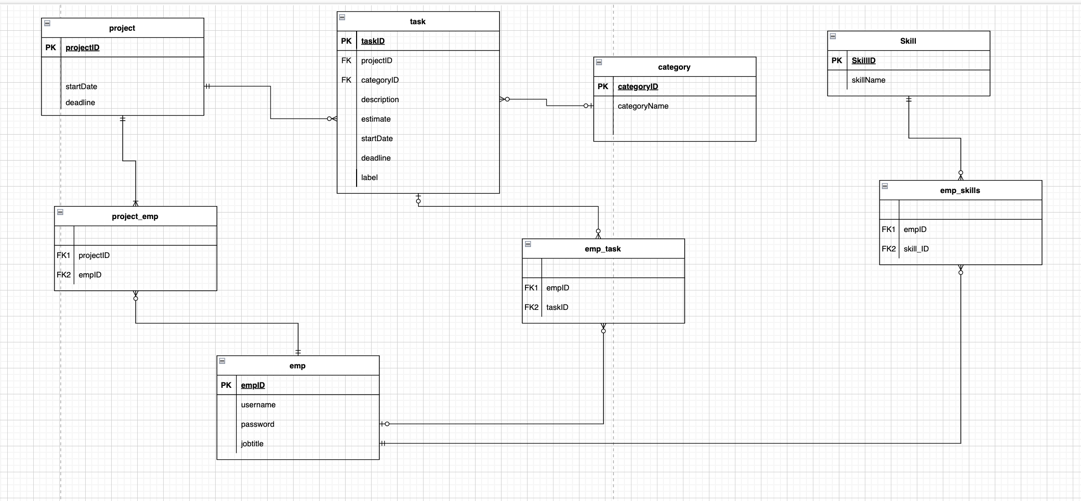 project
PK projectID
startDate
deadline
task
PK taskID
FK projectID
FK categoryID
description
estimate
startDate
deadline
label
category
PK categoryID
categoryName
Skill
PK SkillID
skillName
project_emp
FK1 projectID
FK2 empID
emp_task
FK1 empID
FK2 taskID
emp_skills
FK1 empID
FK2 skill_ID
emp
PK empID
username
password
jobtitle